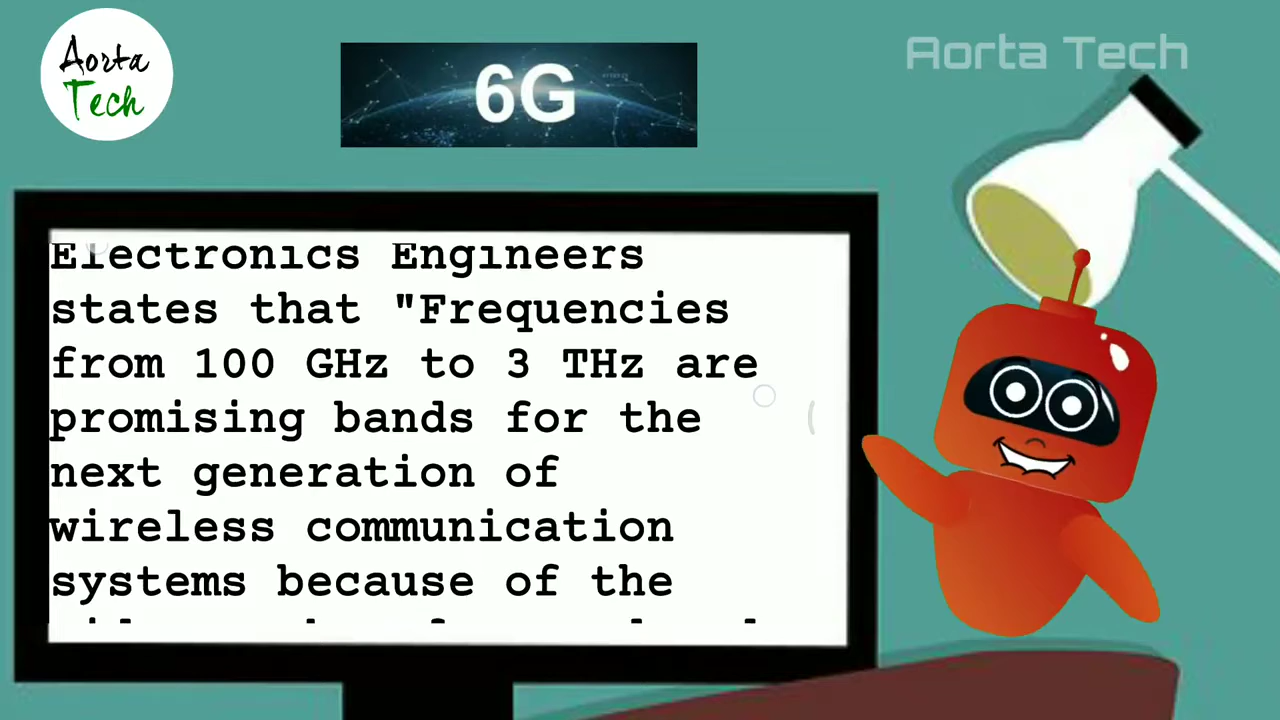 Aorta
Tech
6G
Aorta Tech
Electronics Engineers
states that "Frequencies
from 100 GHz to 3 THz are
promising bands for the
next generation of
wireless communication
systems because of the